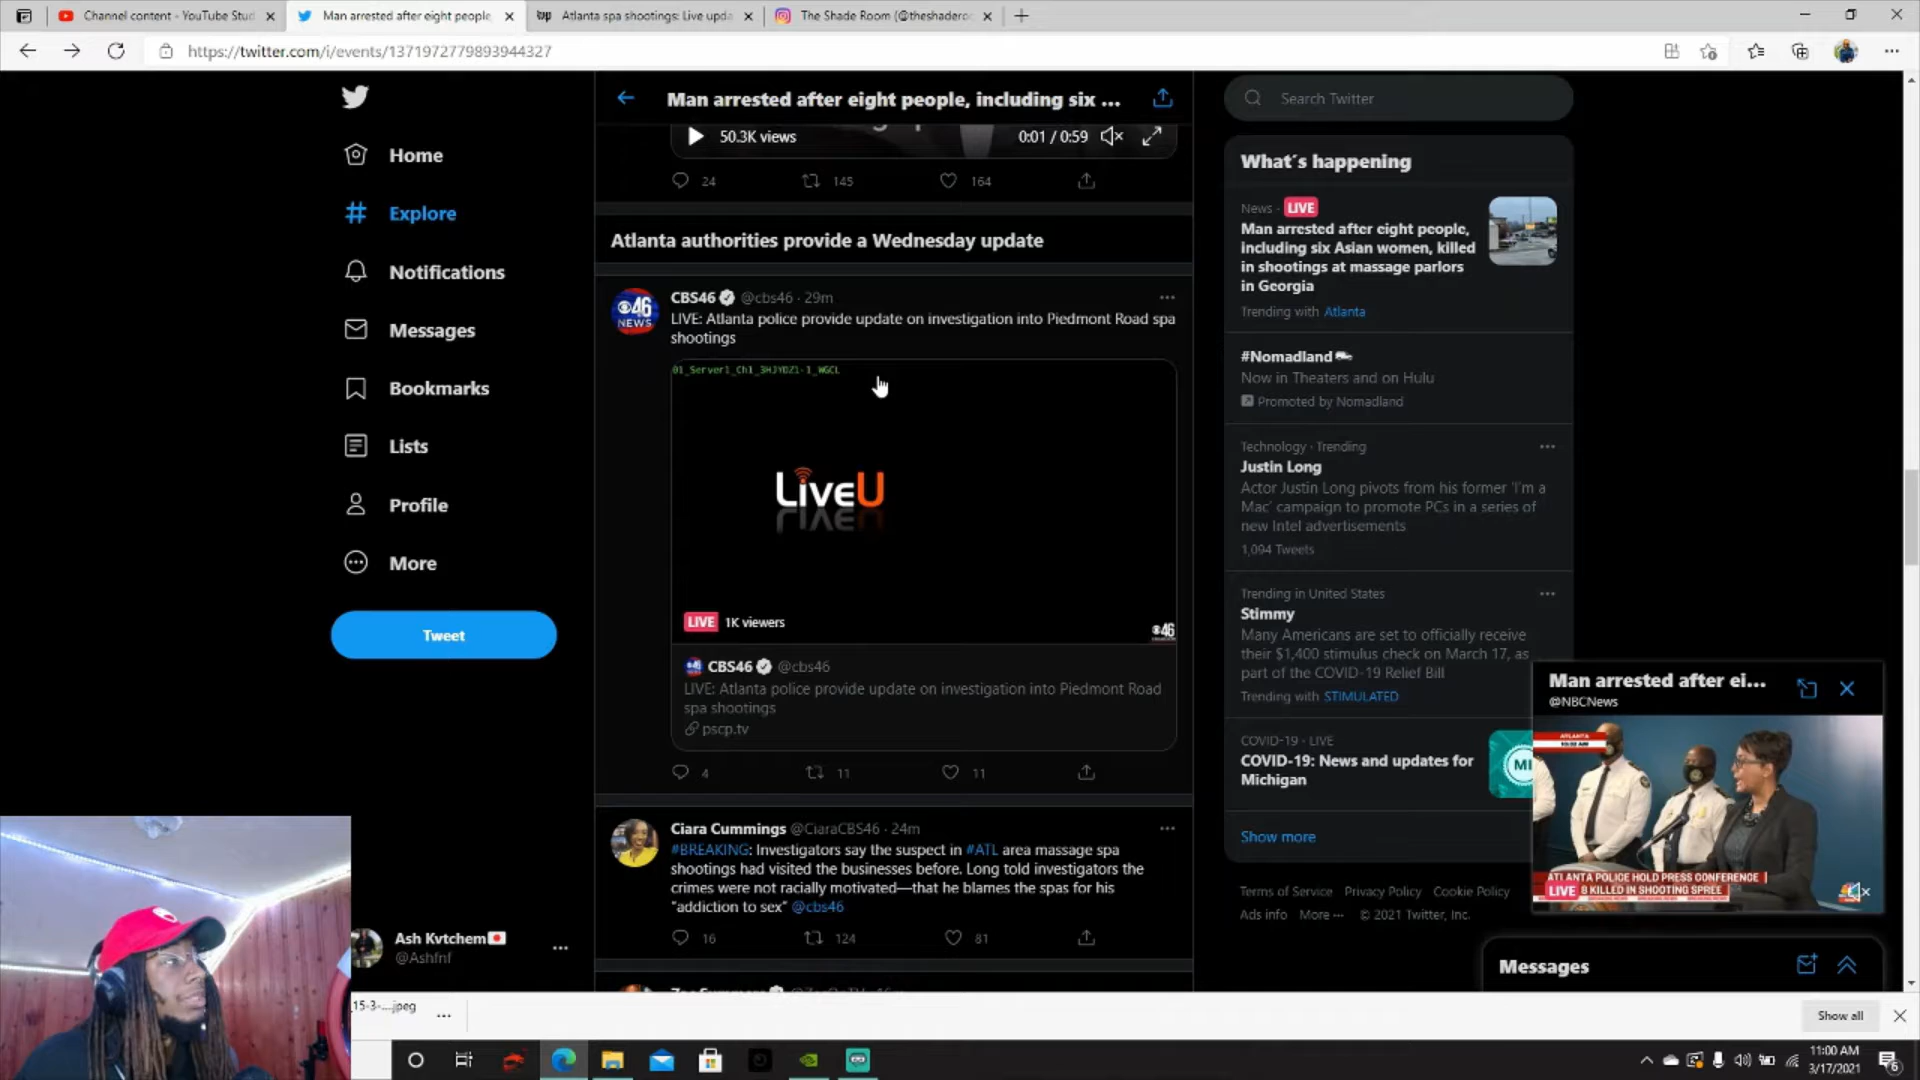 Channel content - YouTube Stud
Man arrested after eight people,
wp
Atlanta spa shootings: Live upda
The Shade Room (@theshadero
https://twitter.com/i/events/1371972779893944327
Home
Explore
Notifications
Messages
Bookmarks
Lists
Profile
More
Tweet
Ash Kvtchem
@Ashfnf
Man arrested after eight people, including six ...
50.3K views
0:01 / 0:59
24
145
164
Atlanta authorities provide a Wednesday update
CBS46 @cbs46 · 29m
LIVE: Atlanta police provide update on investigation into Piedmont Road spa
shootings
46
NEWS
01_Server1_Ch1_3HJYDZ1-1_WGCL
LiveU
LIVE 1K viewers
46
CBS46 @cbs46
LIVE: Atlanta police provide update on investigation into Piedmont Road
spa shootings
pscp.tv
4
11
11
Ciara Cummings @CiaraCBS46 · 24m
#BREAKING: Investigators say the suspect in #ATL area massage spa
shootings had visited the businesses before. Long told investigators the
crimes were not racially motivated—that he blames the spas for his
"addiction to sex" @cbs46
16
124
81
Search Twitter
What's happening
News · LIVE
Man arrested after eight people,
including six Asian women, killed
in shootings at massage parlors
in Georgia
Trending with Atlanta
#Nomadland
Now in Theaters and on Hulu
Promoted by Nomadland
Technology · Trending
Justin Long
Actor Justin Long pivots from his former 'I'm a
Mac' campaign to promote PCs in a series of
new Intel advertisements
1,094 Tweets
Trending in United States
Stimmy
Many Americans are set to officially receive
their $1,400 stimulus check on March 17, as
part of the COVID-19 Relief Bill
Trending with STIMULATED
COVID-19 · LIVE
COVID-19: News and updates for
Michigan
MI
Show more
Terms of Service Privacy Policy Cookie Policy
Ads info More ··· © 2021 Twitter, Inc.
Man arrested after ei...
@NBCNews
ATLANTA
ATLANTA POLICE HOLD PRESS CONFERENCE
LIVE 8 KILLED IN SHOOTING SPREE
Messages
_15-3-....jpeg
Show all
11:00 AM
3/17/2021
6